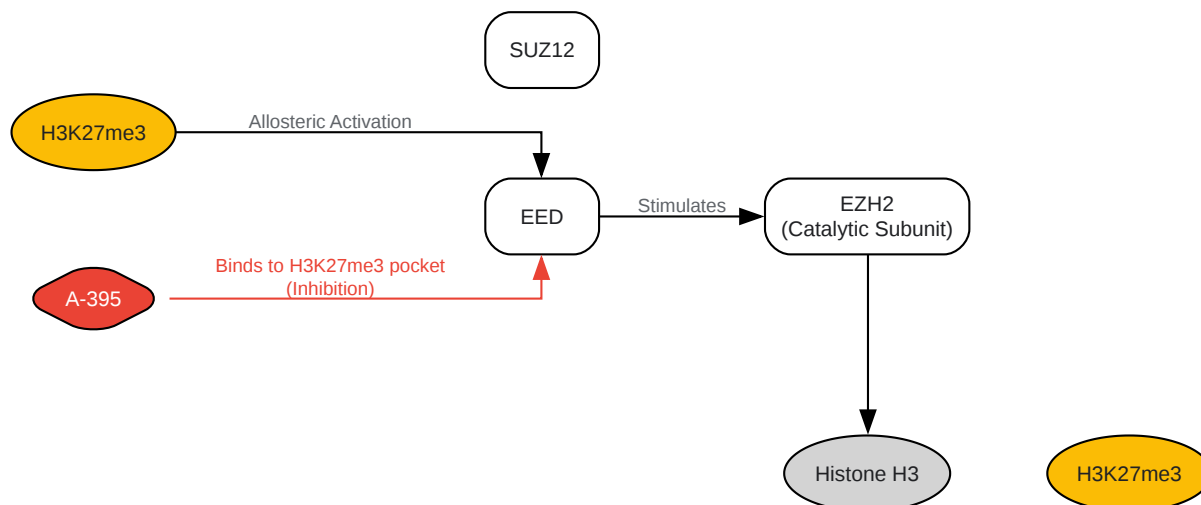 SUZ12
H3K27me3
Allosteric Activation
EED
Stimulates
EZH2
(Catalytic Subunit)
A-395
Binds to H3K27me3 pocket
(Inhibition)
Histone H3
H3K27me3